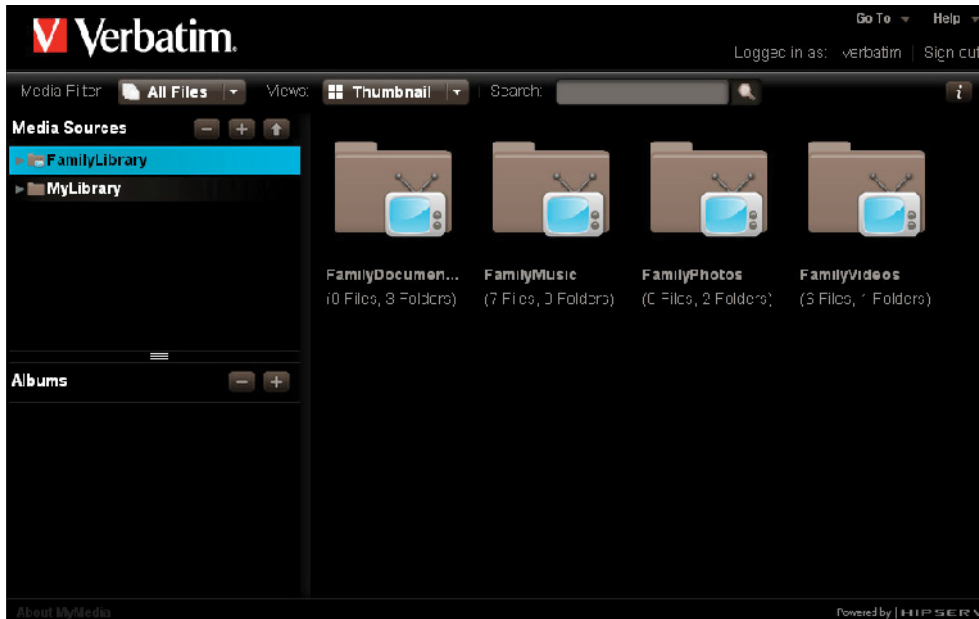 Verbatim.
Go To Help
Logged in as: verbatim | Sign out
Media Filter All Files Views: Thumbnail Search:
Media Sources
FamilyLibrary
MyLibrary
FamilyDocumen... FamilyMusic FamilyPhotos FamilyVideos
(0 Files, 3 Folders) (7 Files, 0 Folders) (0 Files, 2 Folders) (6 Files, 1 Folders)
Albums
About MyMedia
Powered by | HIPSERV